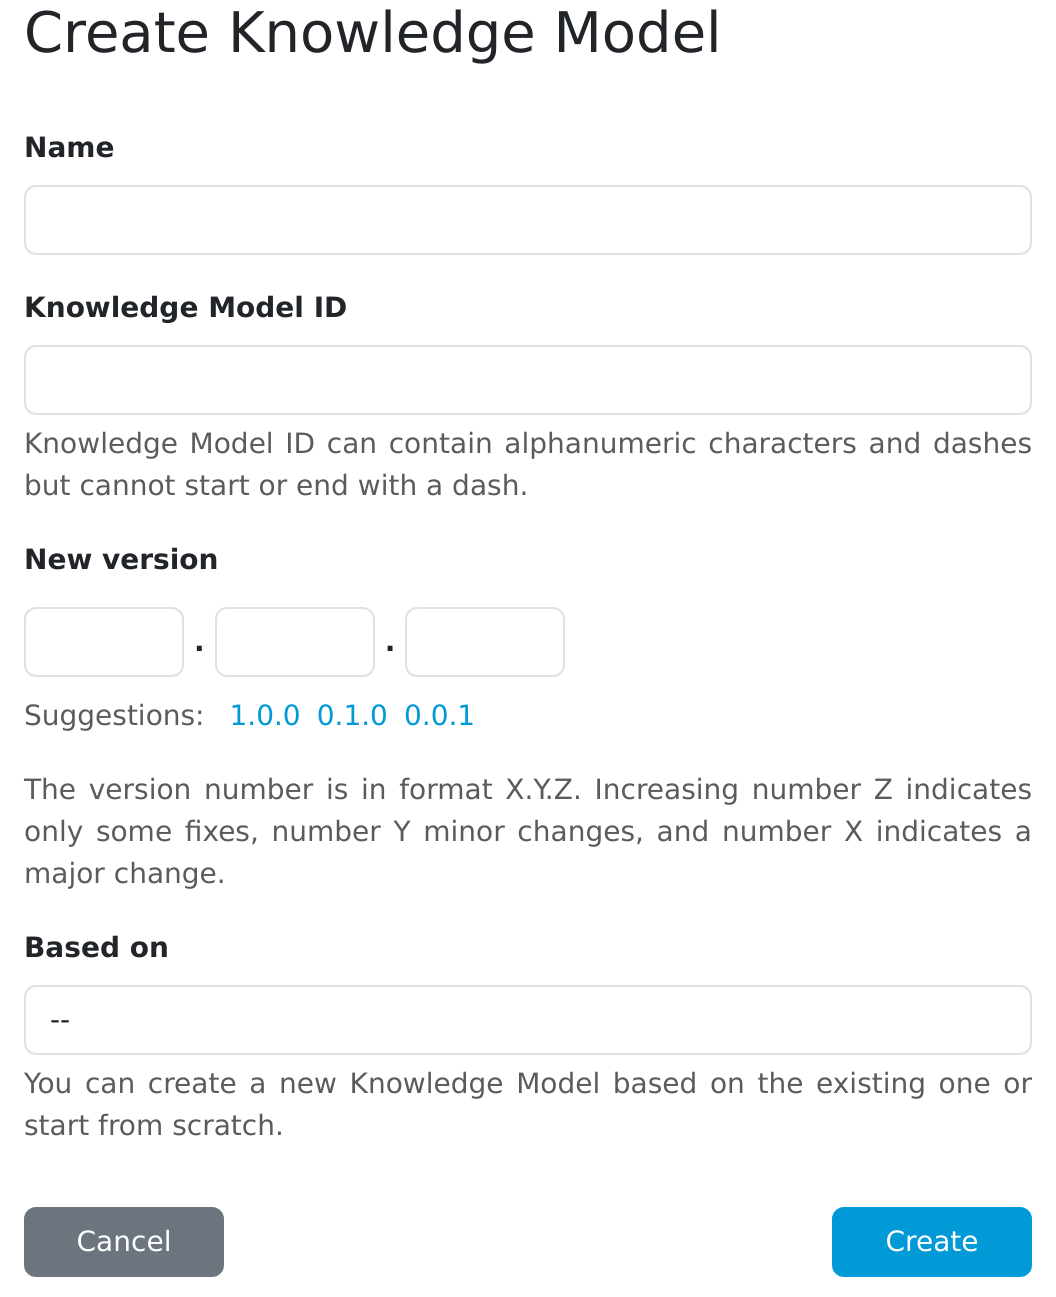 Create Knowledge Model
Name
Knowledge Model ID
Knowledge Model ID can contain alphanumeric characters and dashes
but cannot start or end with a dash.
New version
. .
Suggestions: 1.0.0 0.1.0 0.0.1
The version number is in format X.Y.Z. Increasing number Z indicates
only some fixes, number Y minor changes, and number X indicates a
major change.
Based on
--
You can create a new Knowledge Model based on the existing one or
start from scratch.
Cancel Create